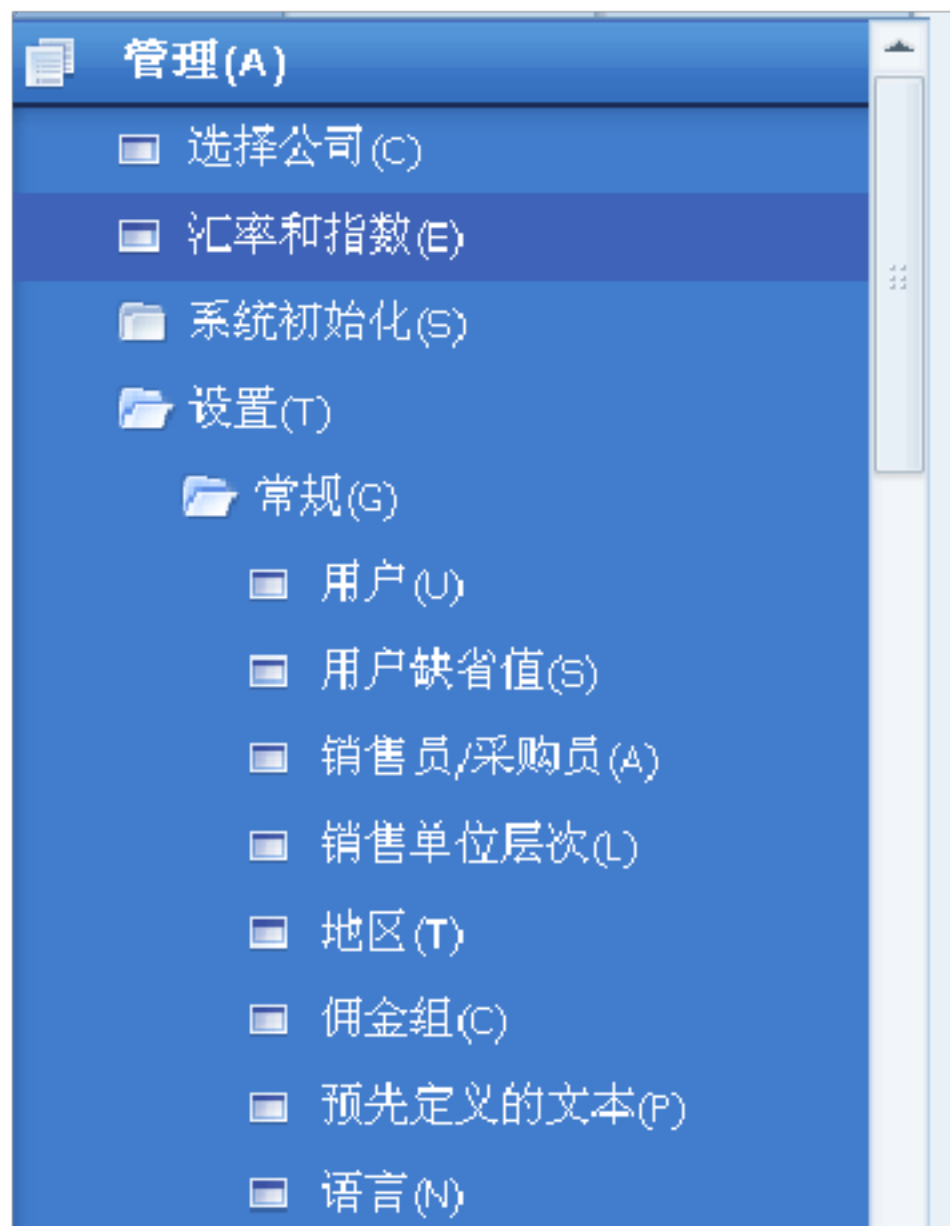 管理(A)
选择公司(C)
汇率和指数(E)
系统初始化(S)
设置(T)
常规(G)
用户(U)
用户缺省值(S)
销售员/采购员(A)
销售单位层次(L)
地区(T)
佣金组(C)
预先定义的文本(P)
语言(N)